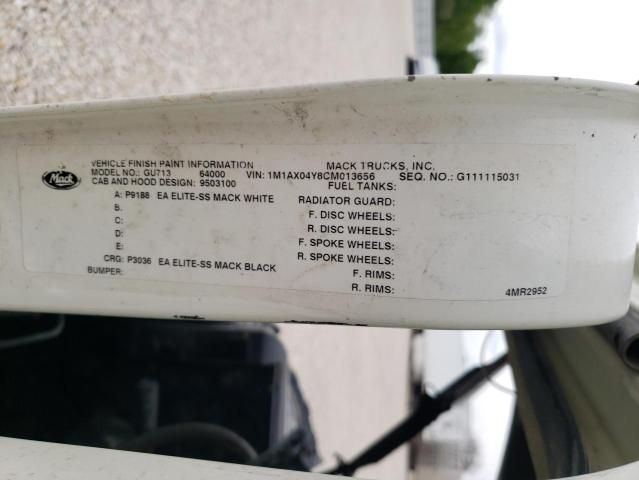 VEHICLE FINISH PAINT INFORMATION MACK TRUCKS, INC.
Mack MODEL NO.: GU713 64000 VIN: 1M1AX04Y8CM013656 SEQ. NO.: G111115031
CAB AND HOOD DESIGN: 9503100 FUEL TANKS:
A: P9188 EA ELITE-SS MACK WHITE RADIATOR GUARD:
B:
C: F. DISC WHEELS:
D: R. DISC WHEELS:
E: F. SPOKE WHEELS:
R. SPOKE WHEELS:
CRG: P3036 EA ELITE-SS MACK BLACK F. RIMS:
BUMPER: R. RIMS:
4MR2952